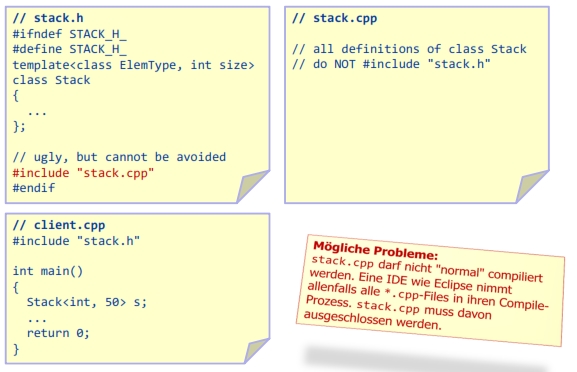 // stack.h
#ifndef STACK_H_
#define STACK_H_
template<class ElemType, int size>
class Stack
{
...
};
// ugly, but cannot be avoided
#include "stack.cpp"
#endif
// stack.cpp
// all definitions of class Stack
// do NOT #include "stack.h"
// client.cpp
#include "stack.h"
int main()
{
Stack<int, 50> s;
...
return 0;
}
Mögliche Probleme:
stack.cpp darf nicht "normal" compiliert
werden. Eine IDE wie Eclipse nimmt
allenfalls alle *.cpp-Files in ihren Compile-
Prozess. stack.cpp muss davon
ausgeschlossen werden.